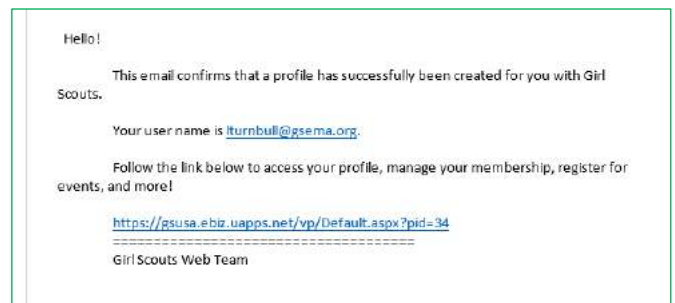 Hello!
This email confirms that a profile has successfully been created for you with Girl
Scouts.
Your user name is lturnbull@gsema.org.
Follow the link below to access your profile, manage your membership, register for
events, and more!
https://gsusa.ebiz.uapps.net/vp/Default.aspx?pid=34
=====================================
Girl Scouts Web Team